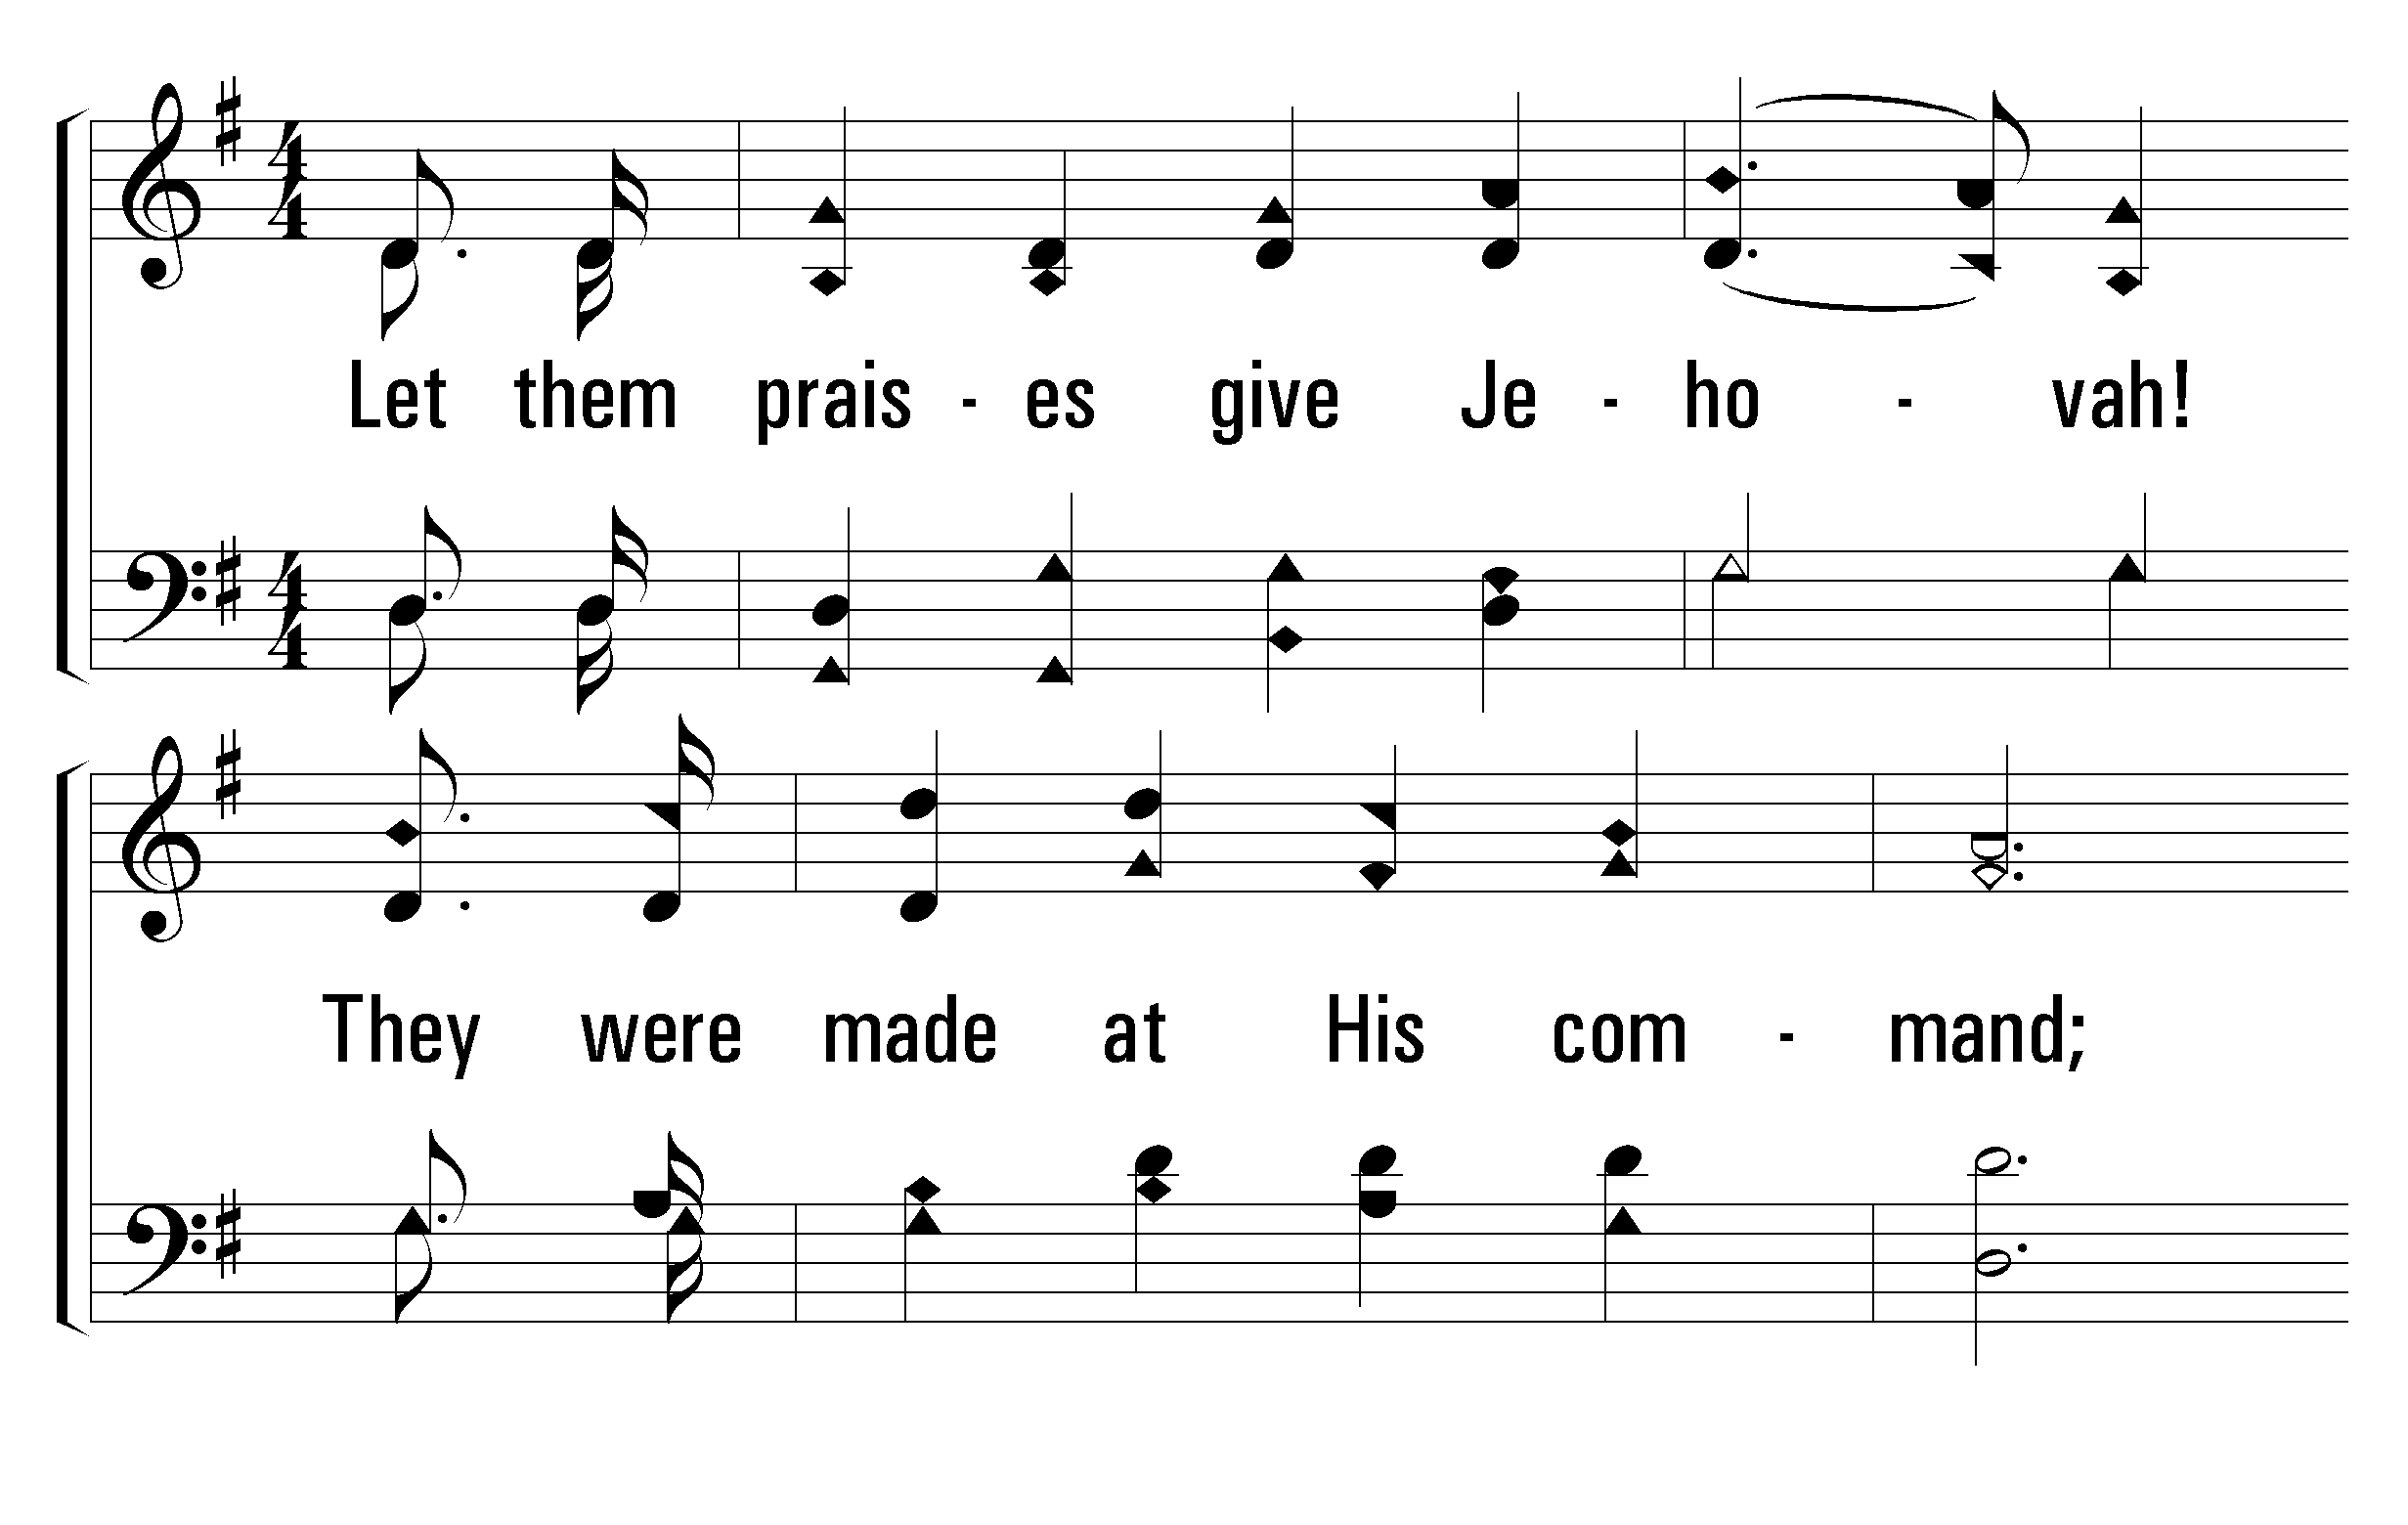 Let them prais - es give Je - ho - vah!
They were made at His com - mand;